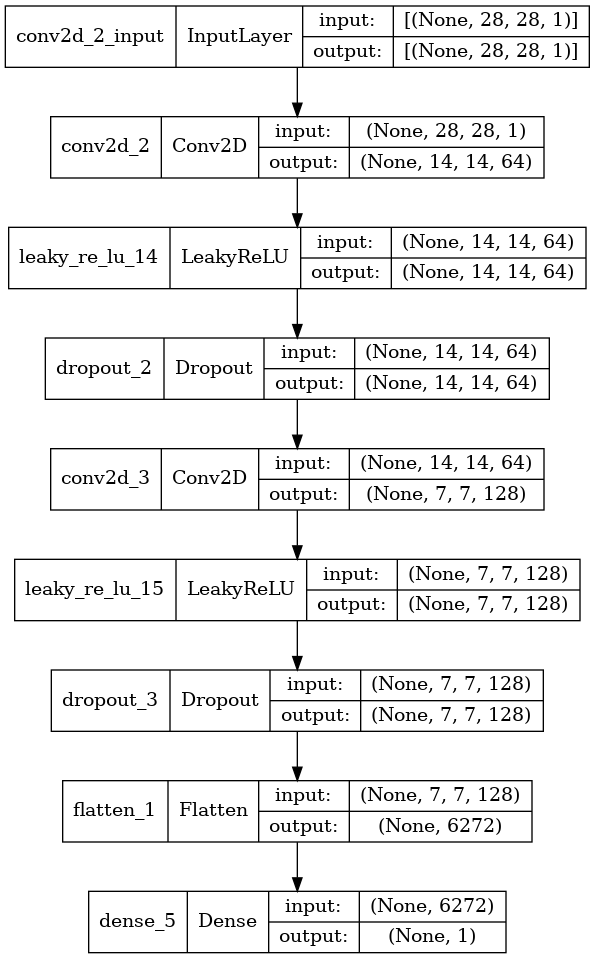 conv2d_2_input InputLayer input: [(None, 28, 28, 1)]
output: [(None, 28, 28, 1)]
conv2d_2 Conv2D input: (None, 28, 28, 1)
output: (None, 14, 14, 64)
leaky_re_lu_14 LeakyReLU input: (None, 14, 14, 64)
output: (None, 14, 14, 64)
dropout_2 Dropout input: (None, 14, 14, 64)
output: (None, 14, 14, 64)
conv2d_3 Conv2D input: (None, 14, 14, 64)
output: (None, 7, 7, 128)
leaky_re_lu_15 LeakyReLU input: (None, 7, 7, 128)
output: (None, 7, 7, 128)
dropout_3 Dropout input: (None, 7, 7, 128)
output: (None, 7, 7, 128)
flatten_1 Flatten input: (None, 7, 7, 128)
output: (None, 6272)
dense_5 Dense input: (None, 6272)
output: (None, 1)